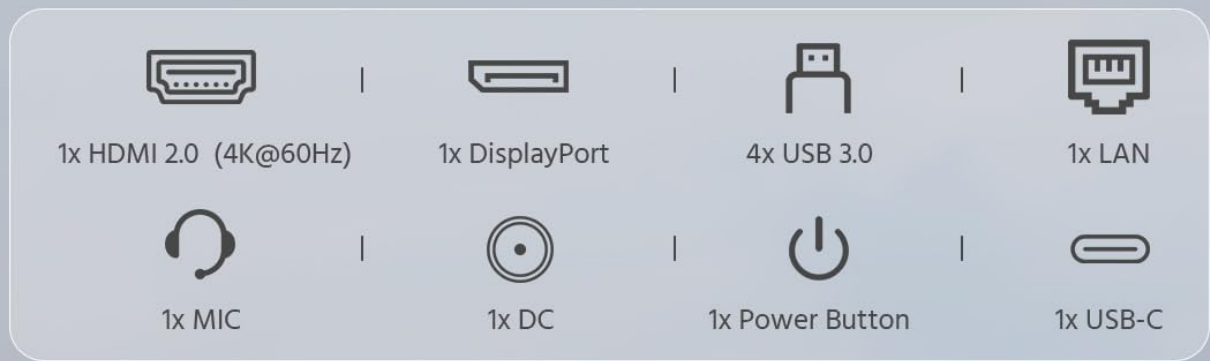 1x HDMI 2.0 (4K@60Hz)
1x DisplayPort
4x USB 3.0
1x LAN
1x MIC
1x DC
1x Power Button
1x USB-C